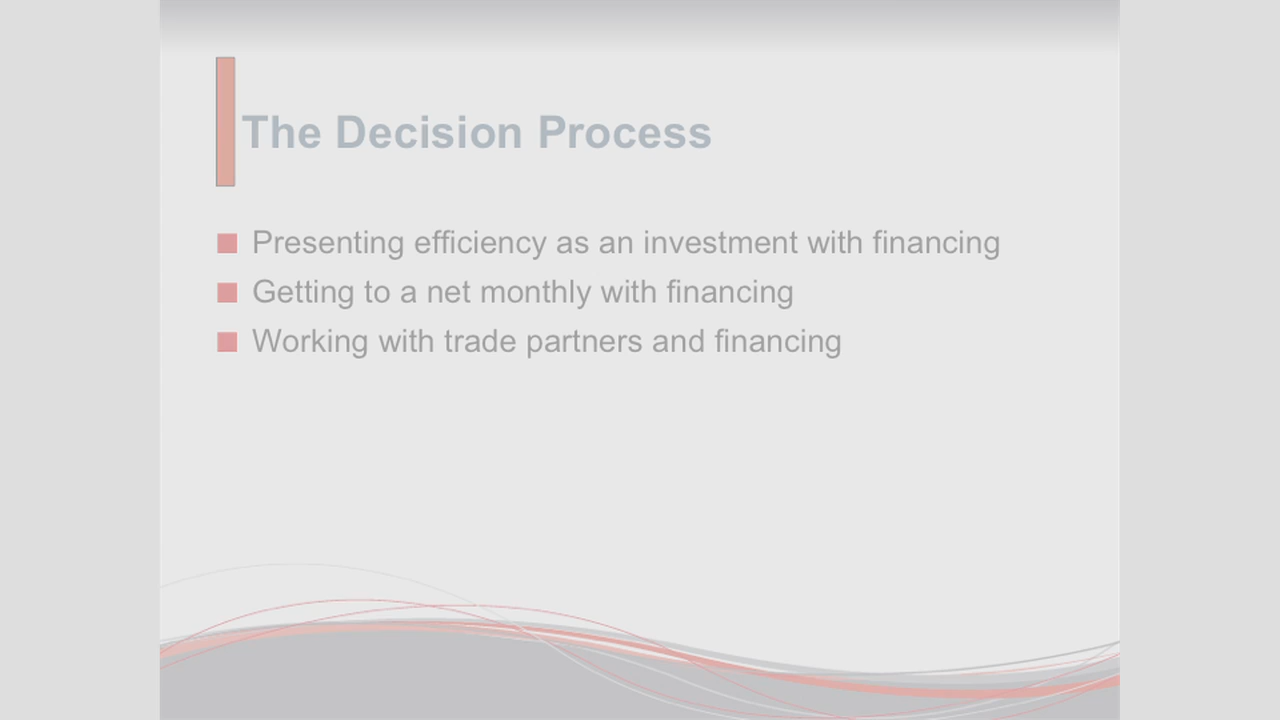 The Decision Process
Presenting efficiency as an investment with financing
Getting to a net monthly with financing
Working with trade partners and financing